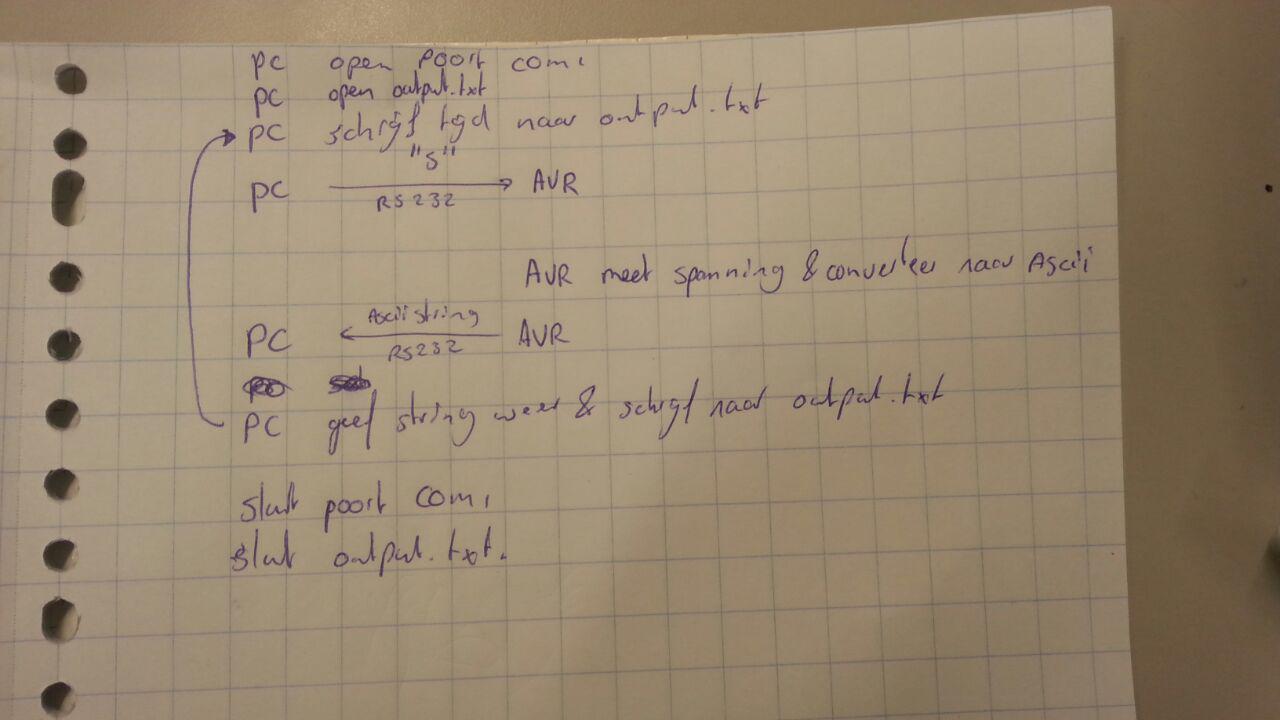 PC open poort com1
PC open output.txt
PC schrijf tijd naar output.txt
"S"
PC AVR
RS232
AVR meet spanning & converteer naar Ascii
Ascii string
PC AVR
RS232
PC geef string weer & schrijf naar output.txt
Sluit poort com1
sluit output.txt.